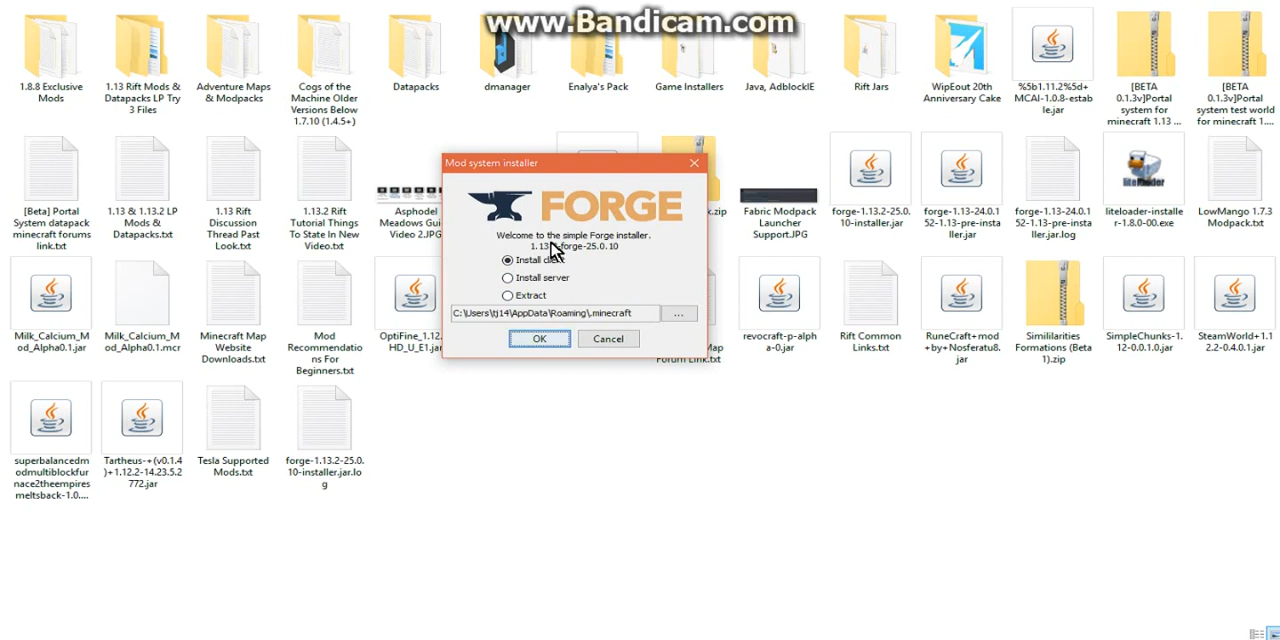 www.Bandicam.com
1.8.8 Exclusive
Mods
1.13 Rift Mods &
Datapacks LP Try
3 Files
Adventure Maps
& Modpacks
Cogs of the
Machine Older
Versions Below
1.7.10 (1.4.5+)
Datapacks
dmanager
Enalya's Pack
Game Installers
Java, AdblockIE
Rift Jars
WipEout 20th
Anniversary Cake
%5b1.11.2%5d+
MCAI-1.0.8-estab
le.jar
[BETA
0.1.3v]Portal
system for
minecraft 1.13 ...
[BETA
0.1.3v]Portal
system test world
for minecraft 1....
[Beta] Portal
System datapack
minecraft forums
link.txt
1.13 & 1.13.2 LP
Mods &
Datapacks.txt
1.13 Rift
Discussion
Thread Past
Look.txt
1.13.2 Rift
Tutorial Things
To State In New
Video.txt
Asphodel
Meadows Gu
Video 2.JPG
.zip
Fabric Modpack
Launcher
Support.JPG
forge-1.13.2-25.0.
10-installer.jar
forge-1.13-24.0.1
52-1.13-pre-insta
ller.jar
forge-1.13-24.0.1
52-1.13-pre-insta
ller.jar.log
liteloader
liteloader-installe
r-1.8.0-00.exe
LowMango 1.7.3
Modpack.txt
Mod system installer
FORGE
Welcome to the simple Forge installer.
-forge-25.0.10
Install
Install server
Extract
C:\Users\tj14\AppData\Roaming\.minecraft
...
OK
Cancel
Milk_Calcium_M
od_Alpha0.1.jar
Milk_Calcium_M
od_Alpha0.1.mcr
Minecraft Map
Website
Downloads.txt
Mod
Recommendatio
ns For
Beginners.txt
OptiFine_1.12.
HD_U_E1.jar
Forum Link.txt
revocraft-p-alph
a-0.jar
Rift Common
Links.txt
RuneCraft+mod
+by+Nosferatu8.
jar
Similiarities
Formations (Beta
1).zip
SimpleChunks-1.
12-0.0.1.0.jar
SteamWorld+1.1
2.2-0.4.0.1.jar
superbalancedm
odmultiblockfur
nace2theempires
meltsback-1.0....
Tartheus-+(v0.1.4
)+1.12.2-14.23.5.2
772.jar
Tesla Supported
Mods.txt
forge-1.13.2-25.0.
10-installer.jar.lo
g